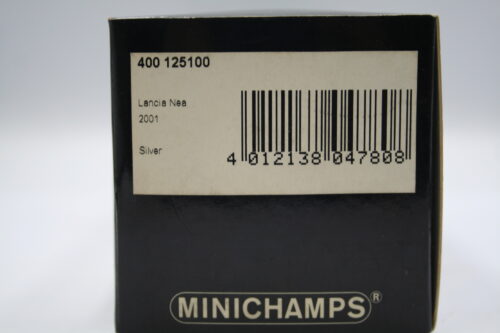 400 125100
Lancia Nea
2001
Silver
4 012138 047808
MINICHAMPS®